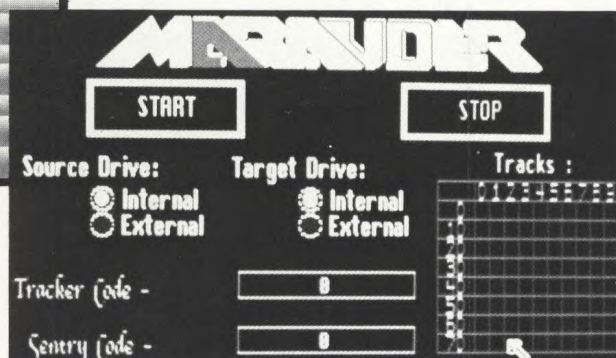 MARAUDER
START STOP
Source Drive: Target Drive: Tracks :
Internal Internal
External External
Tracker Code - 0
Sentry Code - 0